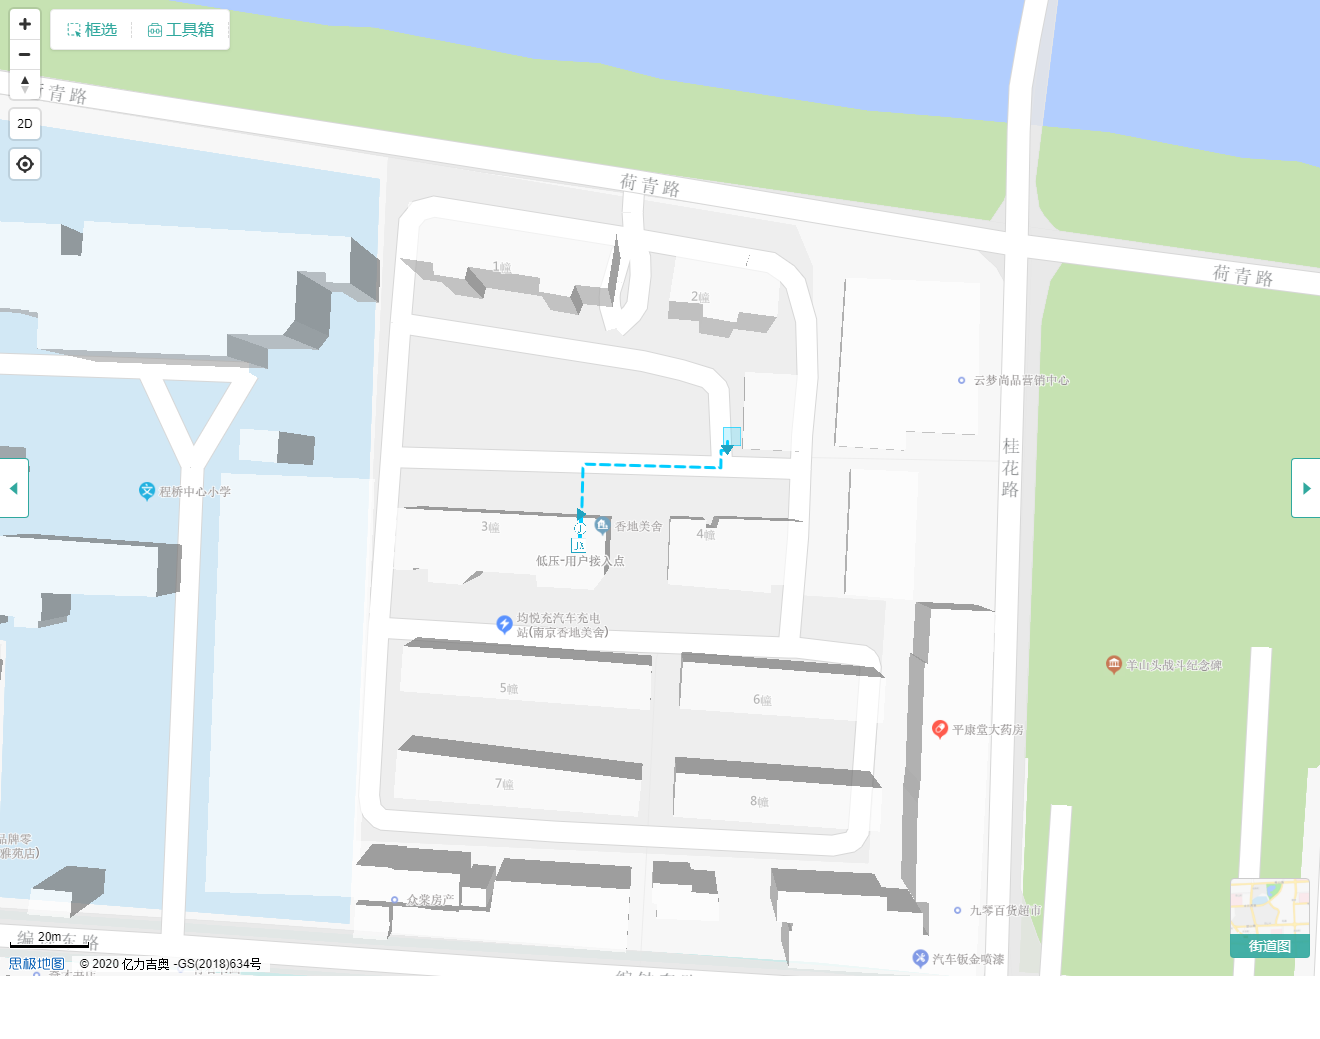 框选
工具箱
2D
荷青路
青路
荷青路
1幢
2幢
云梦尚品营销中心
桂花路
程桥中心小学
3幢
香地美舍
4幢
JX
低压-用户接入点
均悦充汽车充电
站(南京香地美舍)
羊山头战斗纪念碑
5幢
6幢
平康堂大药房
7幢
8幢
品牌零
雅苑店)
众棠房产
九琴百货超市
20m
街道图
汽车钣金喷漆
思极地图
© 2020 亿力吉奥 -GS(2018)634号